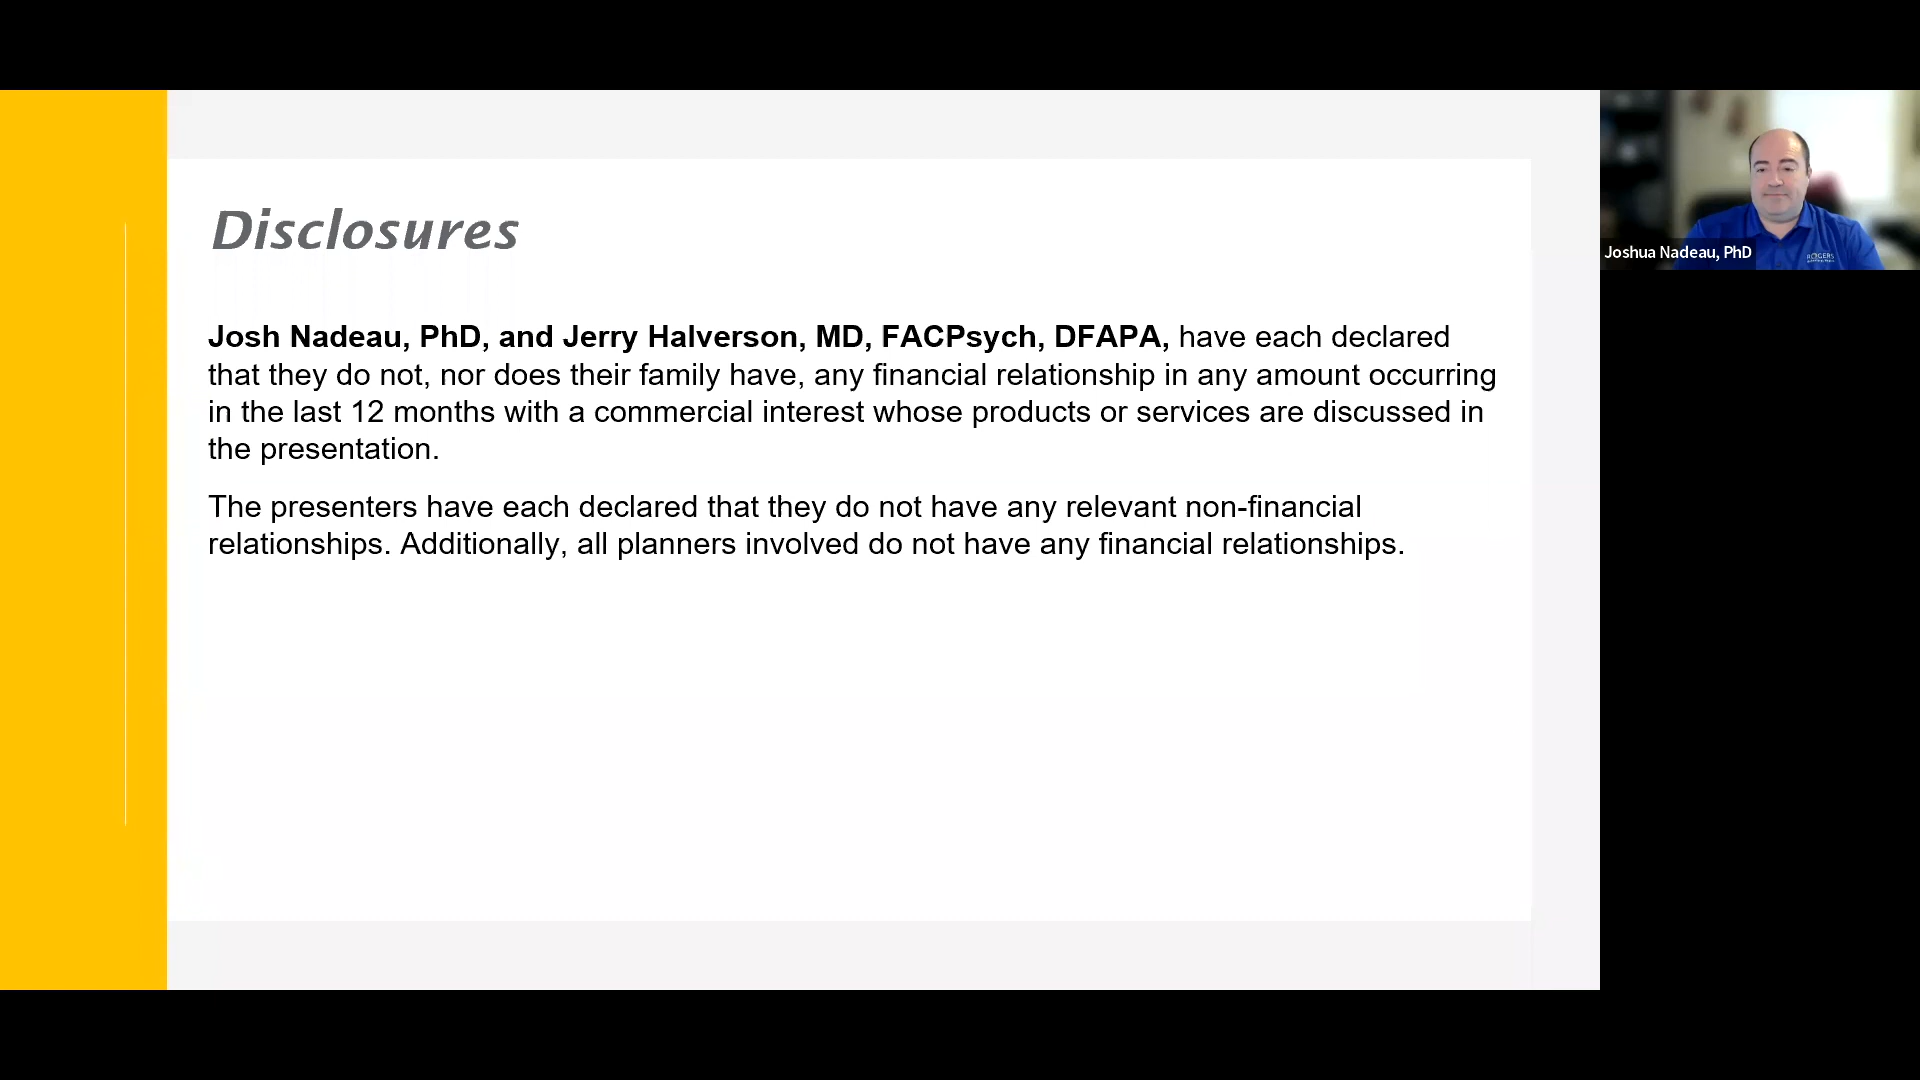 Disclosures
Josh Nadeau, PhD, and Jerry Halverson, MD, FACPsych, DFAPA, have each declared
that they do not, nor does their family have, any financial relationship in any amount occurring
in the last 12 months with a commercial interest whose products or services are discussed in
the presentation.
The presenters have each declared that they do not have any relevant non-financial
relationships. Additionally, all planners involved do not have any financial relationships.
Joshua Nadeau, PhD
ROGERS